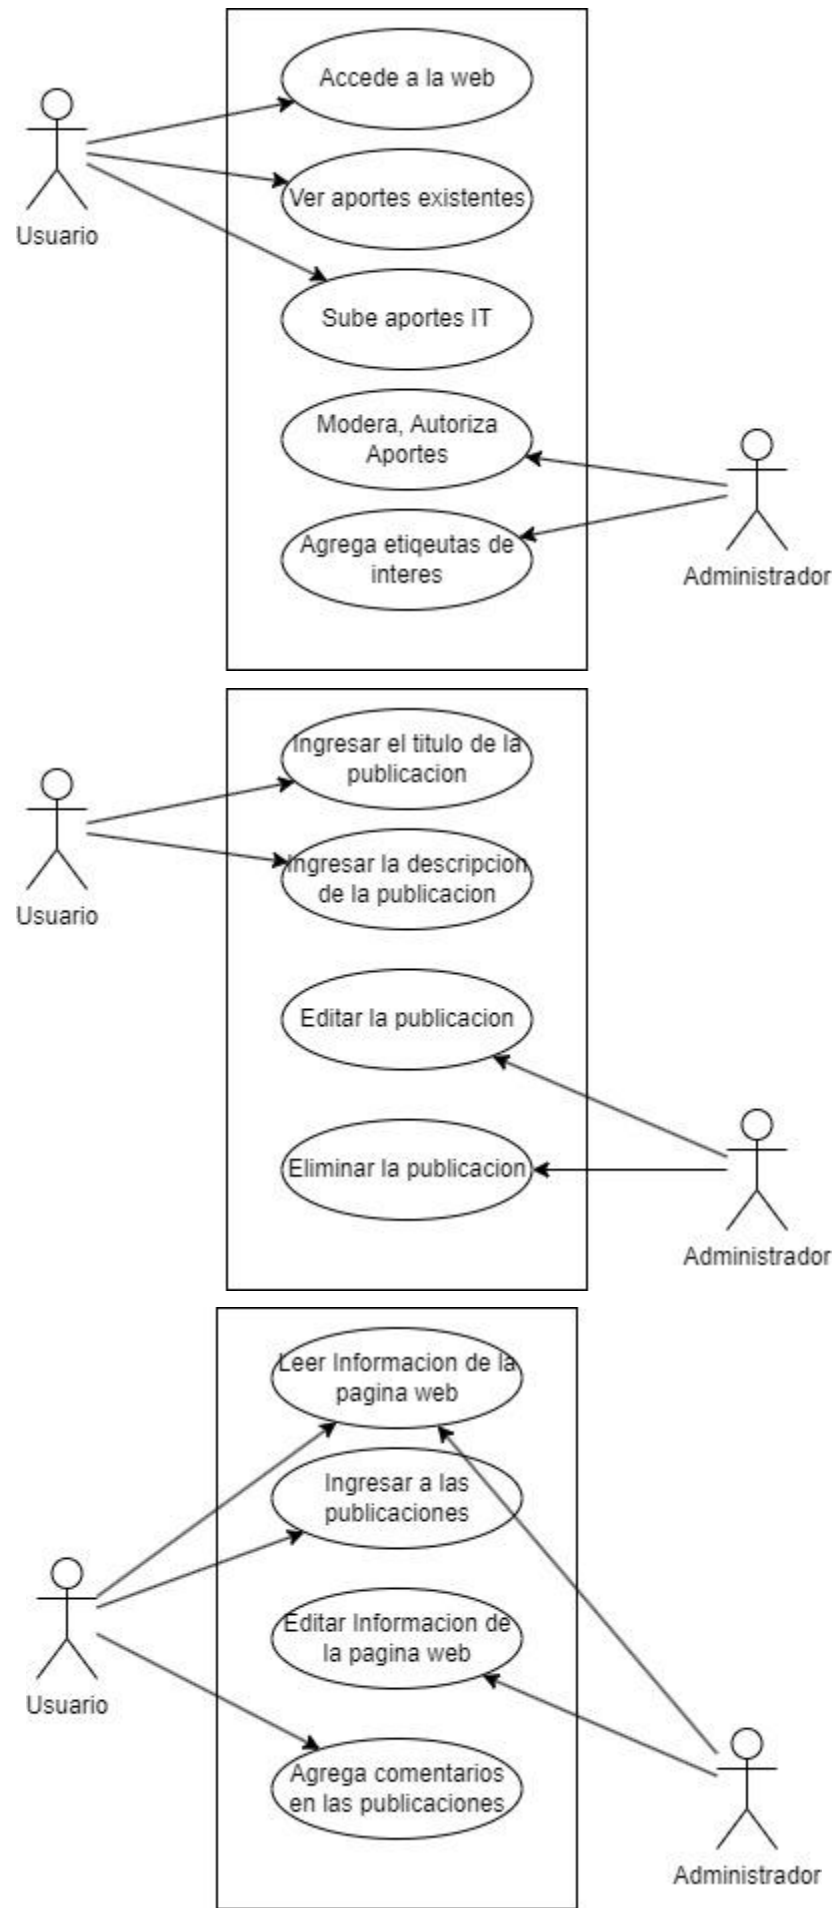 Accede a la web
Ver aportes existentes
Usuario
Sube aportes IT
Modera, Autoriza
Aportes
Agrega etiqeutas de
interes
Administrador
Ingresar el titulo de la
publicacion
Ingresar la descripcion
de la publicacion
Usuario
Editar la publicacion
Eliminar la publicacion
Administrador
Leer Informacion de la
pagina web
Ingresar a las
publicaciones
Editar Informacion de
la pagina web
Usuario
Agrega comentarios
en las publicaciones
Administrador